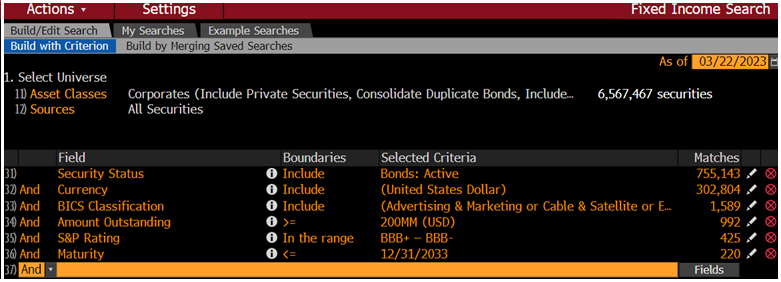 Actions Settings Fixed Income Search
Build/Edit Search My Searches Example Searches
Build with Criterion Build by Merging Saved Searches
As of 03/22/2023
1. Select Universe
11) Asset Classes Corporates (Include Private Securities, Consolidate Duplicate Bonds, Include... 6,567,467 securities
12) Sources All Securities
Field Boundaries Selected Criteria Matches
31) Security Status Include Bonds: Active 755,143
32) And Currency Include (United States Dollar) 302,804
33) And BICS Classification Include (Advertising & Marketing or Cable & Satellite or E... 1,589
34) And Amount Outstanding >= 200MM (USD) 992
35) And S&P Rating In the range BBB+ – BBB- 425
36) And Maturity <= 12/31/2033 220
37) And Fields